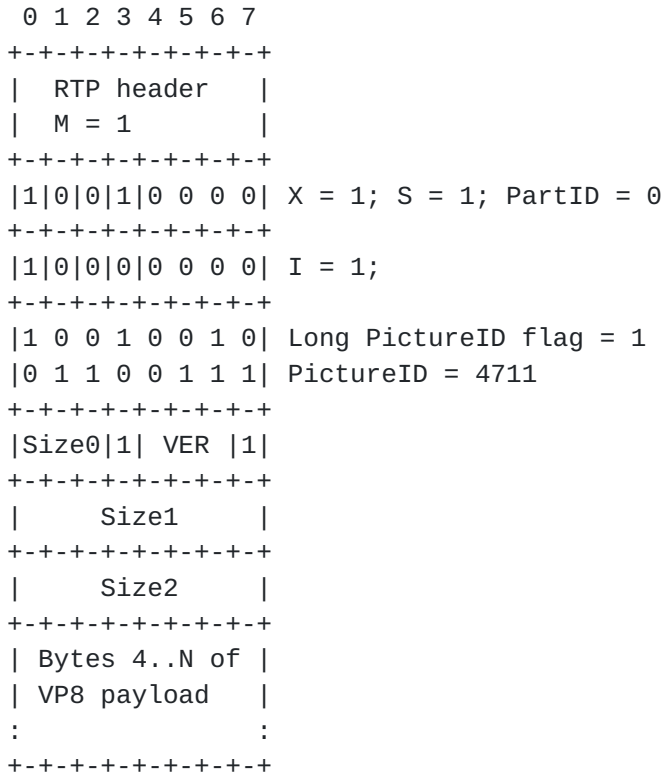 0 1 2 3 4 5 6 7
+-+-+-+-+-+-+-+-+
|  RTP header   |
|  M = 1        |
+-+-+-+-+-+-+-+-+
|1|0|0|1|0 0 0 0| X = 1; S = 1; PartID = 0
+-+-+-+-+-+-+-+-+
|1|0|0|0|0 0 0 0| I = 1;
+-+-+-+-+-+-+-+-+
|1 0 0 1 0 0 1 0| Long PictureID flag = 1
|0 1 1 0 0 1 1 1| PictureID = 4711
+-+-+-+-+-+-+-+-+
|Size0|1| VER |1|
+-+-+-+-+-+-+-+-+
|     Size1     |
+-+-+-+-+-+-+-+-+
|     Size2     |
+-+-+-+-+-+-+-+-+
| Bytes 4..N of |
| VP8 payload   |
:               :
+-+-+-+-+-+-+-+-+